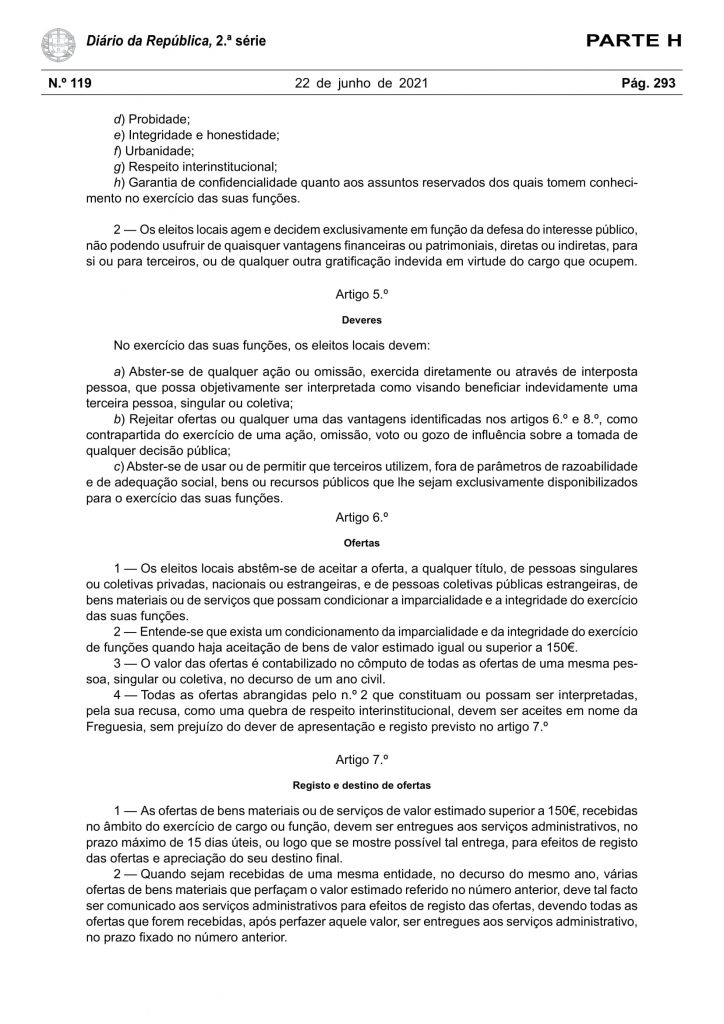 Diário da República, 2.ª série
PARTE H
N.º 119
22 de junho de 2021
Pág. 293
d) Probidade;
e) Integridade e honestidade;
f) Urbanidade;
g) Respeito interinstitucional;
h) Garantia de confidencialidade quanto aos assuntos reservados dos quais tomem conheci-
mento no exercício das suas funções.
2 — Os eleitos locais agem e decidem exclusivamente em função da defesa do interesse público,
não podendo usufruir de quaisquer vantagens financeiras ou patrimoniais, diretas ou indiretas, para
si ou para terceiros, ou de qualquer outra gratificação indevida em virtude do cargo que ocupem.
Artigo 5.º
Deveres
No exercício das suas funções, os eleitos locais devem:
a) Abster-se de qualquer ação ou omissão, exercida diretamente ou através de interposta
pessoa, que possa objetivamente ser interpretada como visando beneficiar indevidamente uma
terceira pessoa, singular ou coletiva;
b) Rejeitar ofertas ou qualquer uma das vantagens identificadas nos artigos 6.º e 8.º, como
contrapartida do exercício de uma ação, omissão, voto ou gozo de influência sobre a tomada de
qualquer decisão pública;
c) Abster-se de usar ou de permitir que terceiros utilizem, fora de parâmetros de razoabilidade
e de adequação social, bens ou recursos públicos que lhe sejam exclusivamente disponibilizados
para o exercício das suas funções.
Artigo 6.º
Ofertas
1 — Os eleitos locais abstêm-se de aceitar a oferta, a qualquer título, de pessoas singulares
ou coletivas privadas, nacionais ou estrangeiras, e de pessoas coletivas públicas estrangeiras, de
bens materiais ou de serviços que possam condicionar a imparcialidade e a integridade do exercício
das suas funções.
2 — Entende-se que exista um condicionamento da imparcialidade e da integridade do exercício
de funções quando haja aceitação de bens de valor estimado igual ou superior a 150€.
3 — O valor das ofertas é contabilizado no cômputo de todas as ofertas de uma mesma pes-
soa, singular ou coletiva, no decurso de um ano civil.
4 — Todas as ofertas abrangidas pelo n.º 2 que constituam ou possam ser interpretadas,
pela sua recusa, como uma quebra de respeito interinstitucional, devem ser aceites em nome da
Freguesia, sem prejuízo do dever de apresentação e registo previsto no artigo 7.º
Artigo 7.º
Registo e destino de ofertas
1 — As ofertas de bens materiais ou de serviços de valor estimado superior a 150€, recebidas
no âmbito do exercício de cargo ou função, devem ser entregues aos serviços administrativos, no
prazo máximo de 15 dias úteis, ou logo que se mostre possível tal entrega, para efeitos de registo
das ofertas e apreciação do seu destino final.
2 — Quando sejam recebidas de uma mesma entidade, no decurso do mesmo ano, várias
ofertas de bens materiais que perfaçam o valor estimado referido no número anterior, deve tal facto
ser comunicado aos serviços administrativos para efeitos de registo das ofertas, devendo todas as
ofertas que forem recebidas, após perfazer aquele valor, ser entregues aos serviços administrativo,
no prazo fixado no número anterior.